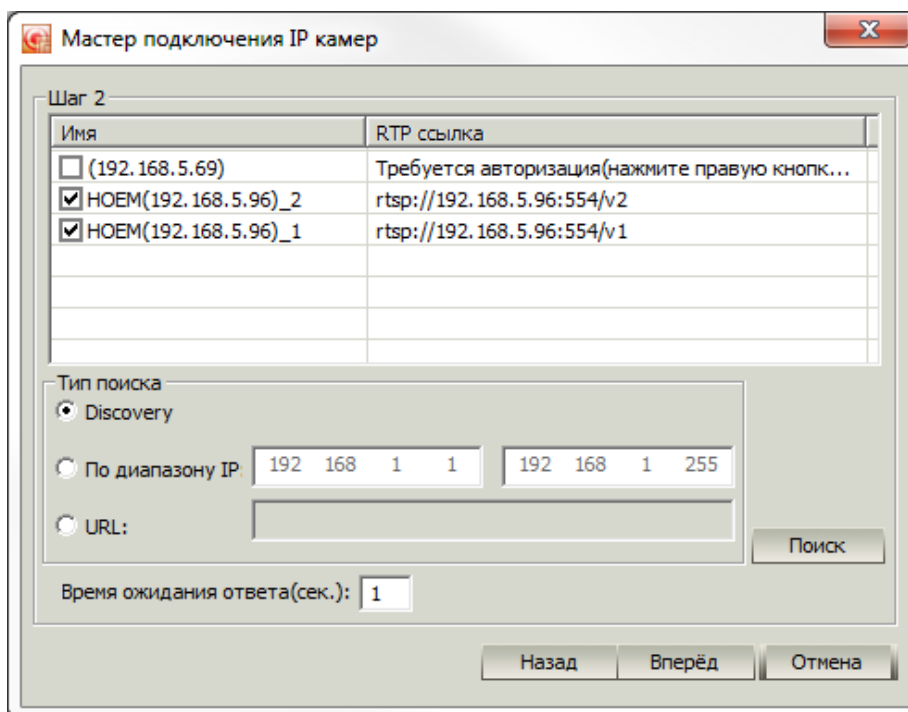 Мастер подключения IP камер
Шаг 2
Имя RTP ссылка
(192.168.5.69) Требуется авторизация(нажмите правую кнопк...
HOEM(192.168.5.96)_2 rtsp://192.168.5.96:554/v2
HOEM(192.168.5.96)_1 rtsp://192.168.5.96:554/v1
Тип поиска
Discovery
По диапазону IP: 192 168 1 1 192 168 1 255
URL:
Поиск
Время ожидания ответа(сек.): 1
Назад Вперёд Отмена